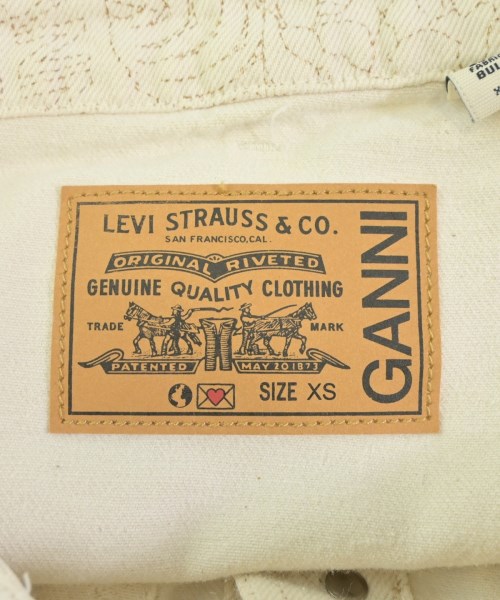 LEVI STRAUSS & CO.
SAN FRANCISCO, CAL.
ORIGINAL RIVETED
GENUINE QUALITY CLOTHING
TRADE MARK
PATENTED MAY 20 1873
SIZE XS
GANNI